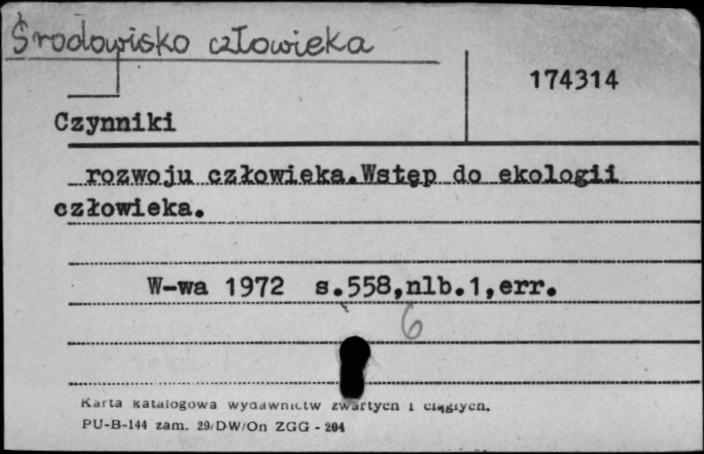 Środowisko człowieka
174314
Czynniki
rozwoju człowieka.Wstęp do ekologii
człowieka.
W-wa 1972 s.558,nlb.1,err.
6
Karta katalogowa wydawnictw zwartych i ciągłych.
PU-B-144 zam. 29/DW/On ZGG - 204